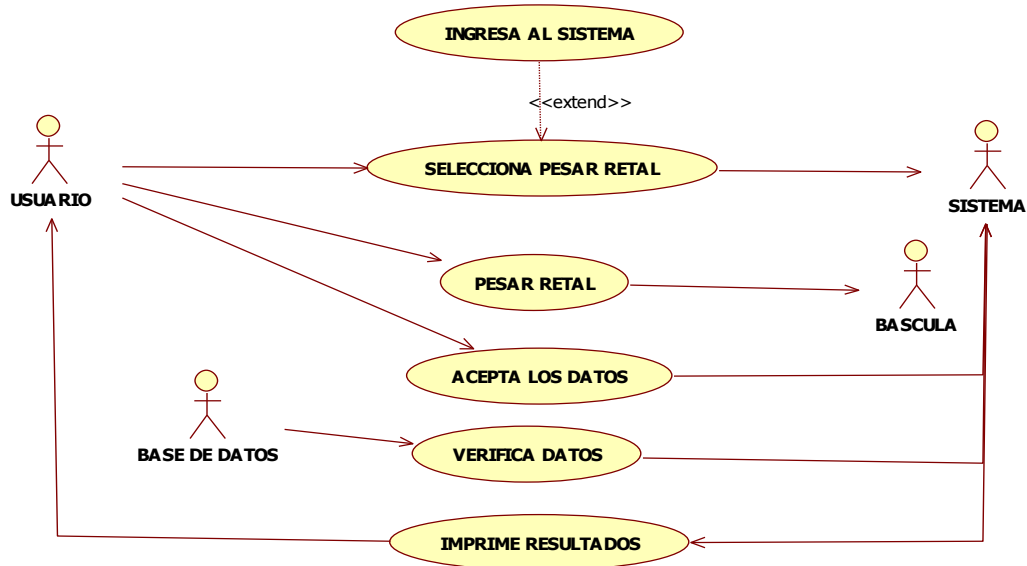 INGRESA AL SISTEMA
<<extend>>
SELECCIONA PESAR RETAL
USUARIO
SISTEMA
PESAR RETAL
BASCULA
ACEPTA LOS DATOS
BASE DE DATOS
VERIFICA DATOS
IMPRIME RESULTADOS